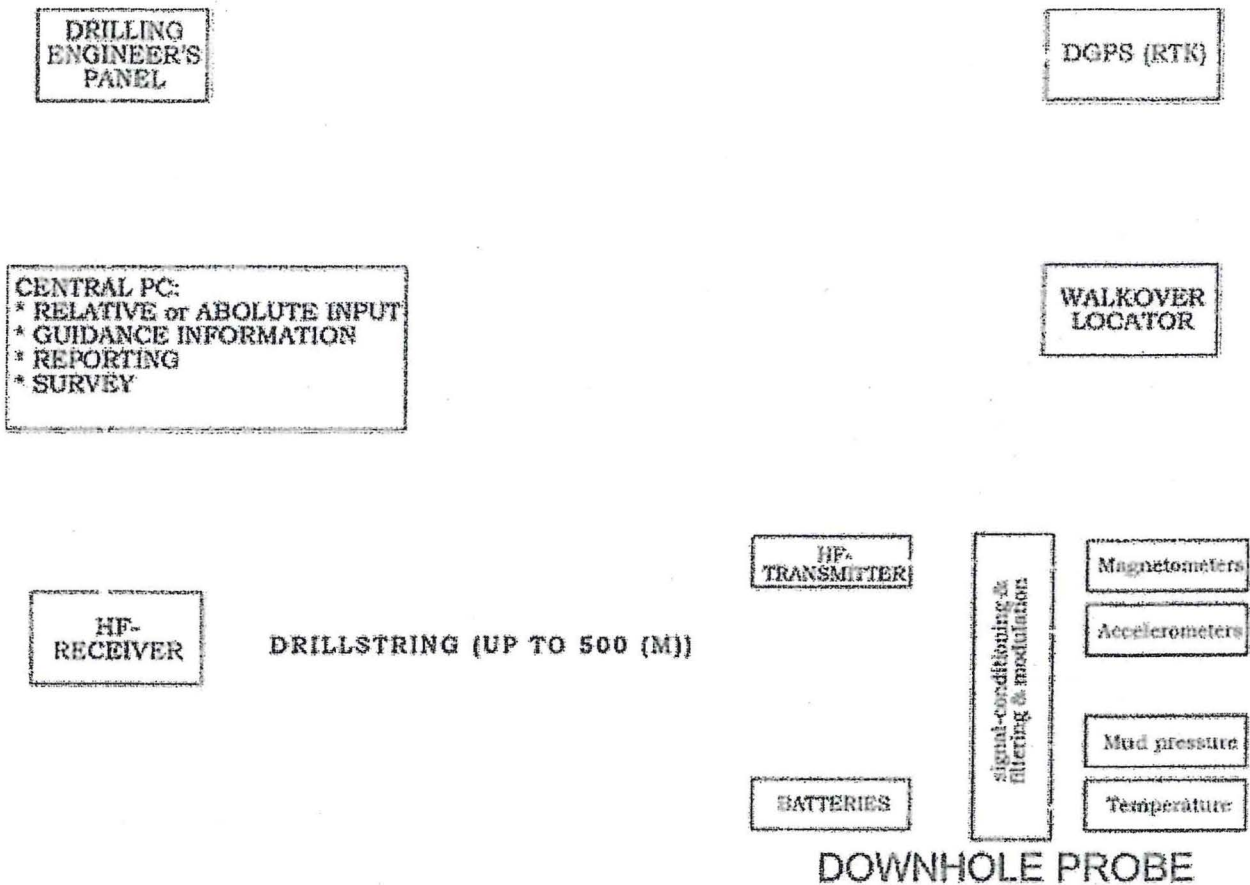 DRILLING
ENGINEER'S
PANEL
DGPS (RTK)
CENTRAL PC:
* RELATIVE or ABOLUTE INPUT
* GUIDANCE INFORMATION
* REPORTING
* SURVEY
WALKOVER
LOCATOR
HF-
RECEIVER
DRILLSTRING (UP TO 500 (M))
HF-
TRANSMITTER
BATTERIES
signal-conditioning &
filtering & modulation
Magnetometers
Accelerometers
Mud pressure
Temperature
DOWNHOLE PROBE